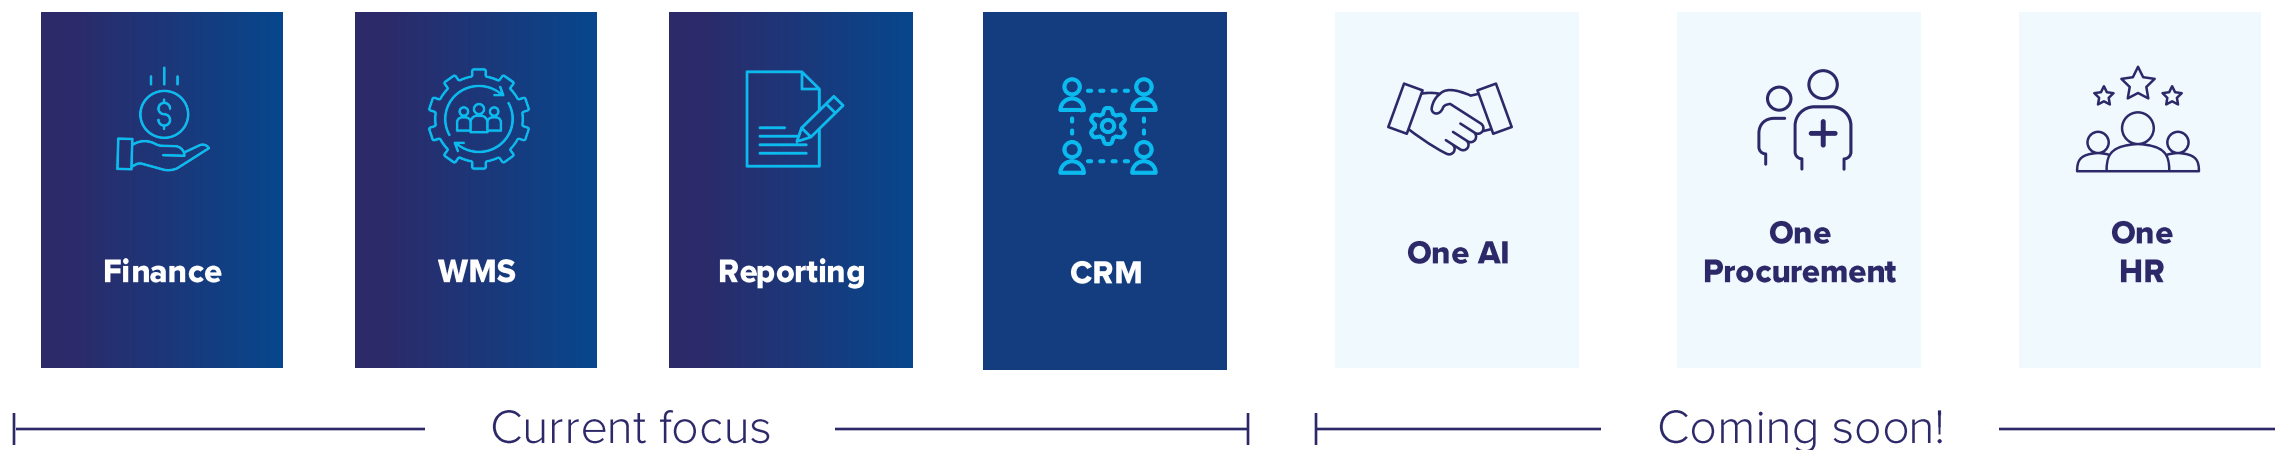 Finance
WMS
Reporting
CRM
One AI
One
Procurement
One
HR
Current focus
Coming soon!